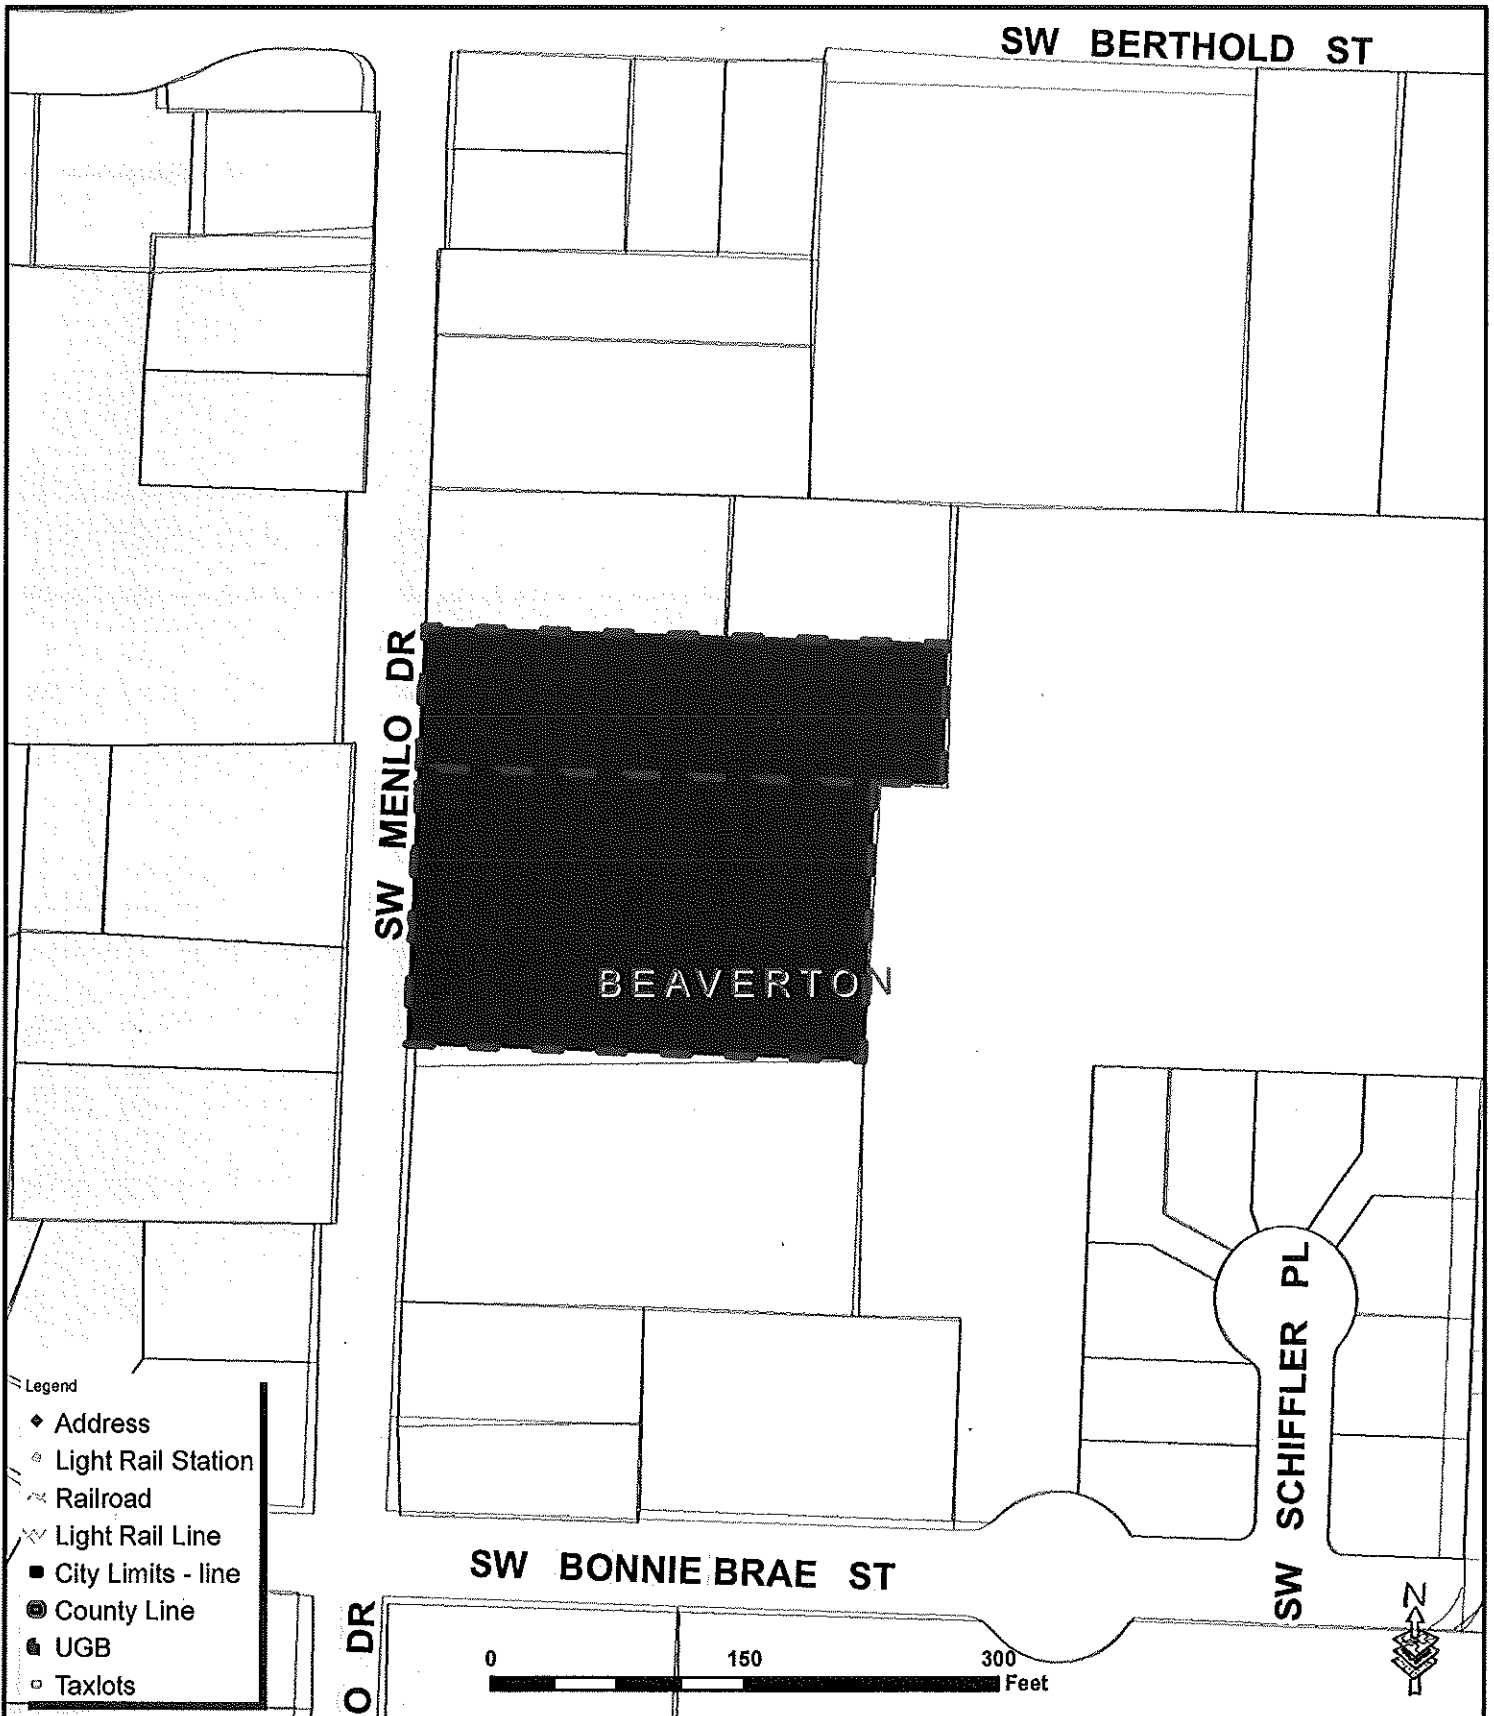 SW BERTHOLD ST
SW MENLO DR
BEAVERTON
SW SCHIFFLER PL
Legend
Address
Light Rail Station
Railroad
Light Rail Line
City Limits - line
County Line
UGB
Taxlots
SW BONNIE BRAE ST
O DR
0 150 300
Feet
N